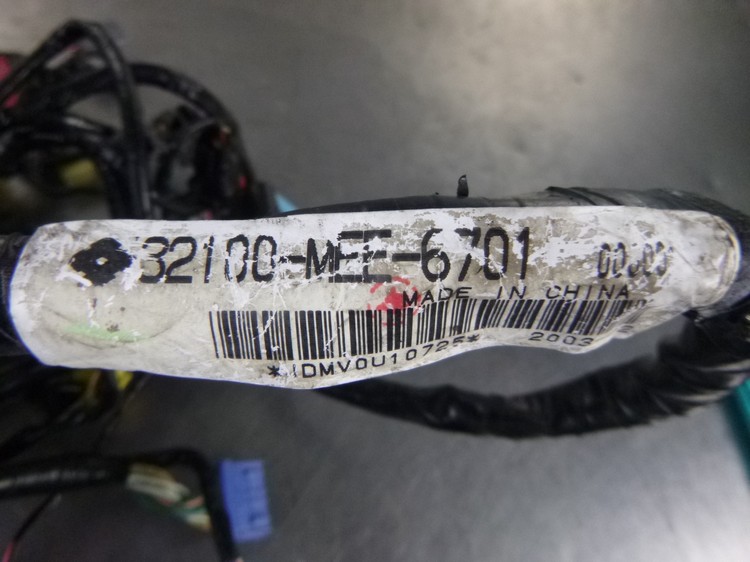 32100-MEE-6701
MADE IN CHINA
*IDMV0U10725*
2003